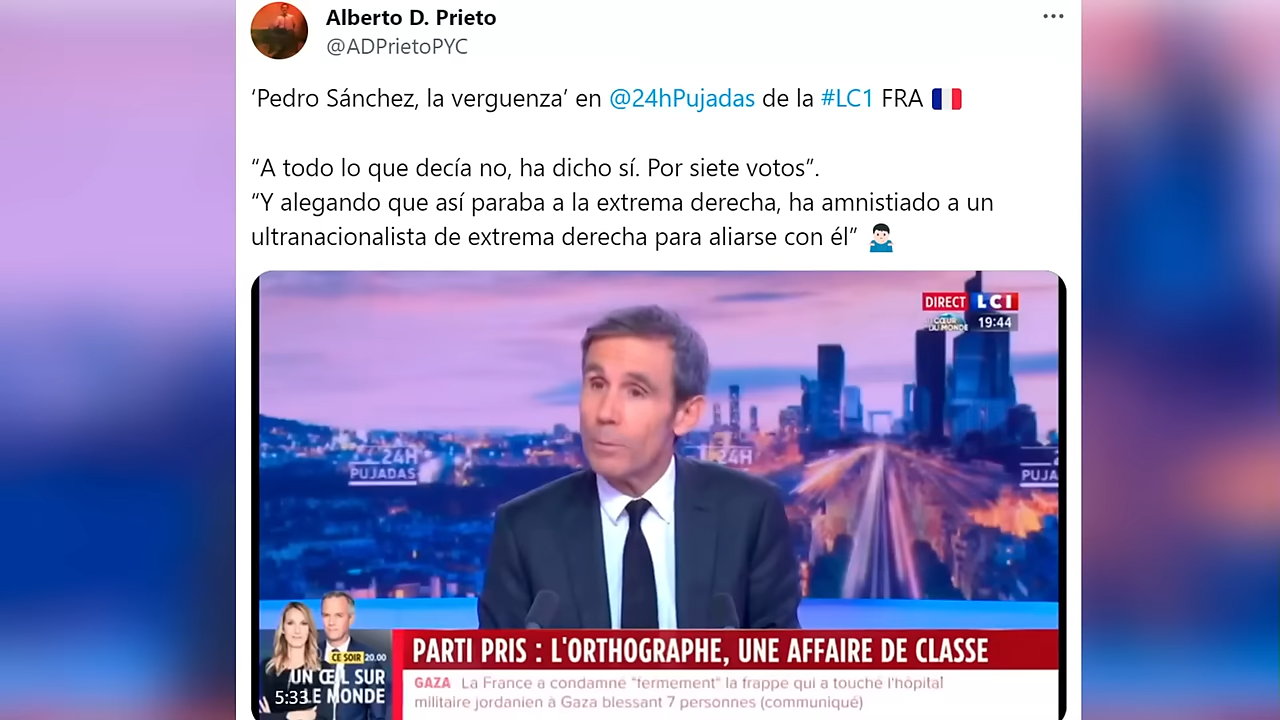 Alberto D. Prieto
@ADPrietoPYC
‘Pedro Sánchez, la verguenza’ en @24hPujadas de la #LC1 FRA
“A todo lo que decía no, ha dicho sí. Por siete votos”.
“Y alegando que así paraba a la extrema derecha, ha amnistiado a un
ultranacionalista de extrema derecha para aliarse con él”
DIRECT LCI
CŒUR
DU MONDE
19:44
24H
PUJADAS
24H
PUJA
CE SOIR 20.00
UN ŒIL SUR
LE MONDE
5:33
PARTI PRIS : L'ORTHOGRAPHE, UNE AFFAIRE DE CLASSE
GAZA La France a condamné "fermement" la frappe qui a touché l'hôpital
militaire jordanien à Gaza blessant 7 personnes (communiqué)